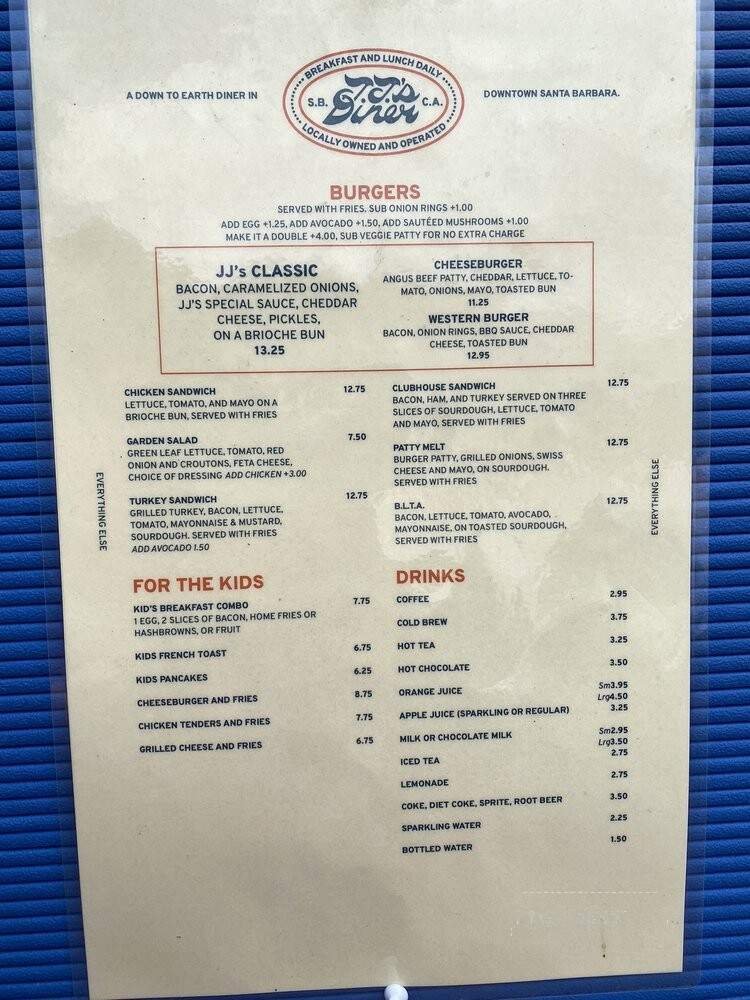 BREAKFAST AND LUNCH DAILY
A DOWN TO EARTH DINER IN
S.B.
JJ's
Diner
C.A.
DOWNTOWN SANTA BARBARA.
LOCALLY OWNED AND OPERATED
BURGERS
SERVED WITH FRIES. SUB ONION RINGS +1.00
ADD EGG +1.25, ADD AVOCADO +1.50, ADD SAUTÉED MUSHROOMS +1.00
MAKE IT A DOUBLE +4.00, SUB VEGGIE PATTY FOR NO EXTRA CHARGE
JJ's CLASSIC
BACON, CARAMELIZED ONIONS,
JJ'S SPECIAL SAUCE, CHEDDAR
CHEESE, PICKLES,
ON A BRIOCHE BUN
13.25
CHEESEBURGER
ANGUS BEEF PATTY, CHEDDAR, LETTUCE, TO-
MATO, ONIONS, MAYO, TOASTED BUN
11.25
WESTERN BURGER
BACON, ONION RINGS, BBQ SAUCE, CHEDDAR
CHEESE, TOASTED BUN
12.95
EVERYTHING ELSE
CHICKEN SANDWICH 12.75
LETTUCE, TOMATO, AND MAYO ON A
BRIOCHE BUN, SERVED WITH FRIES
GARDEN SALAD 7.50
GREEN LEAF LETTUCE, TOMATO, RED
ONION AND CROUTONS, FETA CHEESE,
CHOICE OF DRESSING ADD CHICKEN +3.00
TURKEY SANDWICH 12.75
GRILLED TURKEY, BACON, LETTUCE,
TOMATO, MAYONNAISE & MUSTARD,
SOURDOUGH. SERVED WITH FRIES
ADD AVOCADO 1.50
CLUBHOUSE SANDWICH 12.75
BACON, HAM, AND TURKEY SERVED ON THREE
SLICES OF SOURDOUGH, LETTUCE, TOMATO
AND MAYO, SERVED WITH FRIES
PATTY MELT 12.75
BURGER PATTY, GRILLED ONIONS, SWISS
CHEESE AND MAYO, ON SOURDOUGH.
SERVED WITH FRIES
B.L.T.A. 12.75
BACON, LETTUCE, TOMATO, AVOCADO,
MAYONNAISE, ON TOASTED SOURDOUGH,
SERVED WITH FRIES
EVERYTHING ELSE
FOR THE KIDS
KID'S BREAKFAST COMBO 7.75
1 EGG, 2 SLICES OF BACON, HOME FRIES OR
HASHBROWNS, OR FRUIT
KIDS FRENCH TOAST 6.75
KIDS PANCAKES 6.25
CHEESEBURGER AND FRIES 8.75
CHICKEN TENDERS AND FRIES 7.75
GRILLED CHEESE AND FRIES 6.75
DRINKS
COFFEE 2.95
COLD BREW 3.75
HOT TEA 3.25
HOT CHOCOLATE 3.50
ORANGE JUICE Sm3.95
Lrg4.50
APPLE JUICE (SPARKLING OR REGULAR) 3.25
MILK OR CHOCOLATE MILK Sm2.95
Lrg3.50
ICED TEA 2.75
LEMONADE 2.75
COKE, DIET COKE, SPRITE, ROOT BEER 3.50
SPARKLING WATER 2.25
BOTTLED WATER 1.50